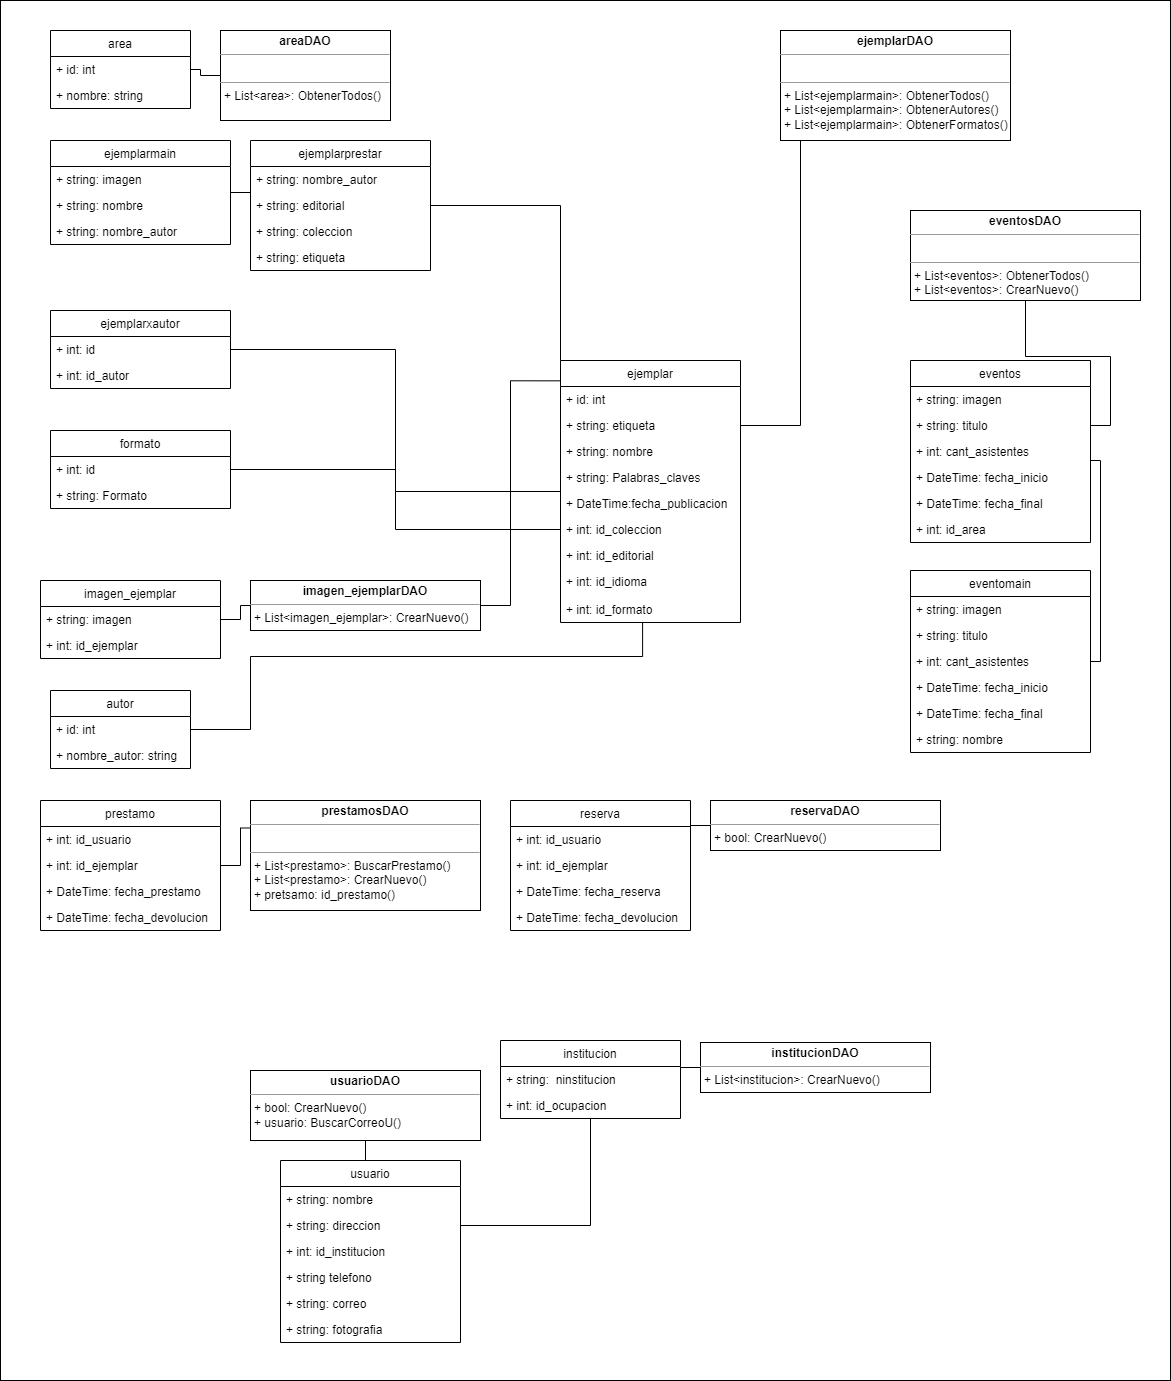 area
+ id: int
+ nombre: string
areaDAO
+ List<area>: ObtenerTodos()
ejemplarDAO
+ List<ejemplarmain>: ObtenerTodos()
+ List<ejemplarmain>: ObtenerAutores()
+ List<ejemplarmain>: ObtenerFormatos()
ejemplarmain
+ string: imagen
+ string: nombre
+ string: nombre_autor
ejemplarprestar
+ string: nombre_autor
+ string: editorial
+ string: coleccion
+ string: etiqueta
eventosDAO
+ List<eventos>: ObtenerTodos()
+ List<eventos>: CrearNuevo()
ejemplarxautor
+ int: id
+ int: id_autor
formato
+ int: id
+ string: Formato
ejemplar
+ id: int
+ string: etiqueta
+ string: nombre
+ string: Palabras_claves
+ DateTime:fecha_publicacion
+ int: id_coleccion
+ int: id_editorial
+ int: id_idioma
+ int: id_formato
eventos
+ string: imagen
+ string: titulo
+ int: cant_asistentes
+ DateTime: fecha_inicio
+ DateTime: fecha_final
+ int: id_area
imagen_ejemplar
+ string: imagen
+ int: id_ejemplar
imagen_ejemplarDAO
+ List<imagen_ejemplar>: CrearNuevo()
eventomain
+ string: imagen
+ string: titulo
+ int: cant_asistentes
+ DateTime: fecha_inicio
+ DateTime: fecha_final
+ string: nombre
autor
+ id: int
+ nombre_autor: string
prestamo
+ int: id_usuario
+ int: id_ejemplar
+ DateTime: fecha_prestamo
+ DateTime: fecha_devolucion
prestamosDAO
+ List<prestamo>: BuscarPrestamo()
+ List<prestamo>: CrearNuevo()
+ pretsamo: id_prestamo()
reserva
+ int: id_usuario
+ int: id_ejemplar
+ DateTime: fecha_reserva
+ DateTime: fecha_devolucion
reservaDAO
+ bool: CrearNuevo()
institucion
+ string:  ninstitucion
+ int: id_ocupacion
institucionDAO
+ List<institucion>: CrearNuevo()
usuarioDAO
+ bool: CrearNuevo()
+ usuario: BuscarCorreoU()
usuario
+ string: nombre
+ string: direccion
+ int: id_institucion
+ string telefono
+ string: correo
+ string: fotografia